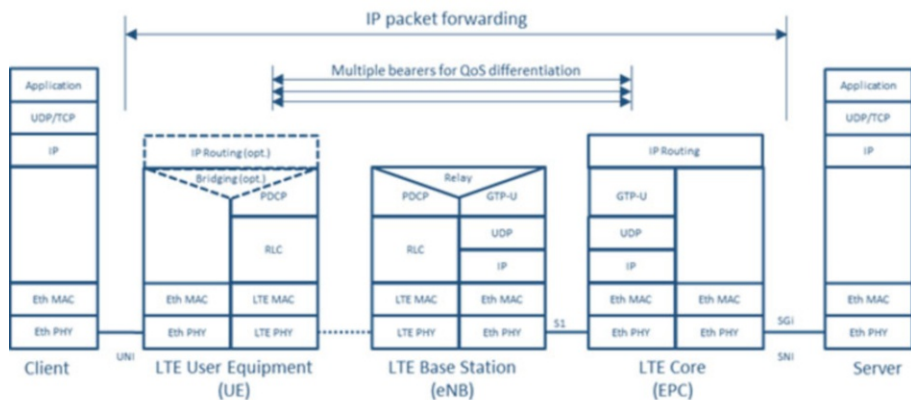 IP packet forwarding
Multiple bearers for QoS differentiation
Application
UDP/TCP
IP
Eth MAC
Eth PHY
Client
UNI
IP Routing (opt.)
Bridging (opt.)
PDCP
RLC
Eth MAC
LTE MAC
Eth PHY
LTE PHY
LTE User Equipment
(UE)
Relay
PDCP
GTP-U
UDP
RLC
IP
LTE MAC
Eth MAC
LTE PHY
Eth PHY
LTE Base Station
(eNB)
S1
IP Routing
GTP-U
UDP
IP
Eth MAC
Eth MAC
Eth PHY
Eth PHY
LTE Core
(EPC)
SGi
SNI
Application
UDP/TCP
IP
Eth MAC
Eth PHY
Server